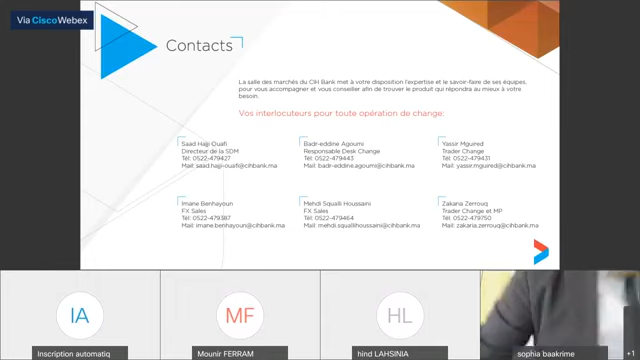 Via Cisco Webex
Contacts
La salle des marchés du CIH Bank met à votre disposition l'expertise et le savoir-faire de ses équipes,
pour vous accompagner et vous conseiller afin de trouver le produit qui répondra au mieux à votre
besoin.
Vos interlocuteurs pour toute opération de change:
Saad Hajji Ouafi
Directeur de la SDM
Tél: 0522-479427
Mail: saad.hajji-ouafi@cihbank.ma
Badr-eddine Agoumi
Responsable Desk Change
Tél: 0522-479443
Mail: badr-eddine.agoumi@cihbank.ma
Yassir Mguired
Trader Change
Tél: 0522-479431
Mail: yassir.mguired@cihbank.ma
Imane Benhayoun
FX Sales
Tél: 0522-479387
Mail: imane.benhayoun@cihbank.ma
Mehdi Squalli Houssaini
FX Sales
Tél: 0522-479464
Mail: mehdi.squallihoussaini@cihbank.ma
Zakaria Zerrouq
Trader Change et MP
Tél: 0522-479750
Mail: zakaria.zerrouq@cihbank.ma
IA
MF
HL
Inscription automatiq
Mounir FERRAM
hind LAHSINIA
sophia baakrime
+1